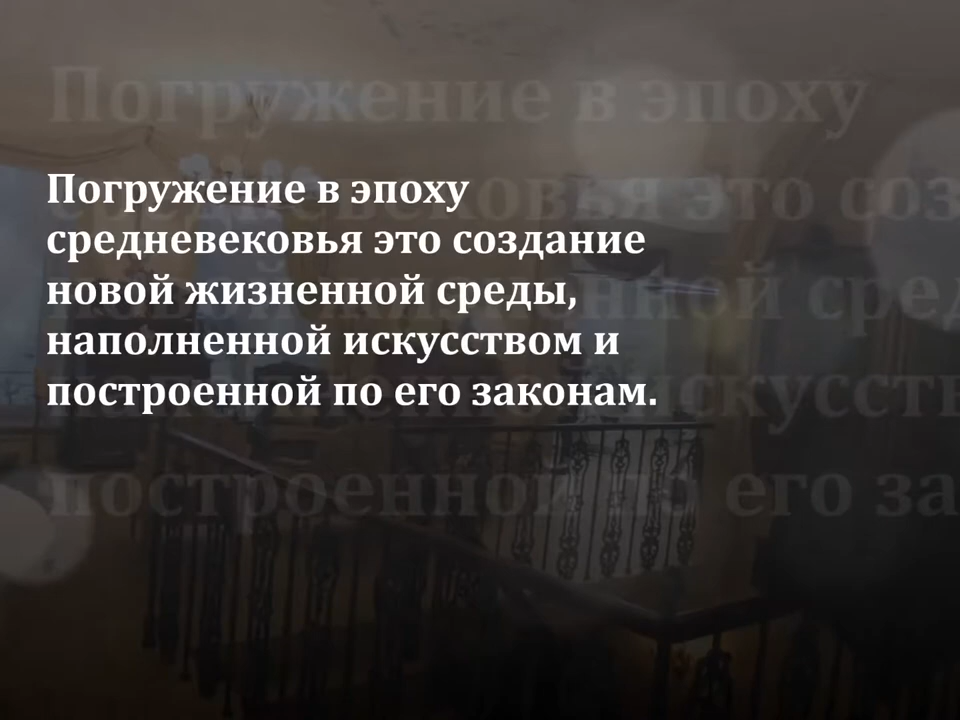 Погружение в эпоху
средневековья это создание
новой жизненной среды,
наполненной искусством и
построенной по его законам.